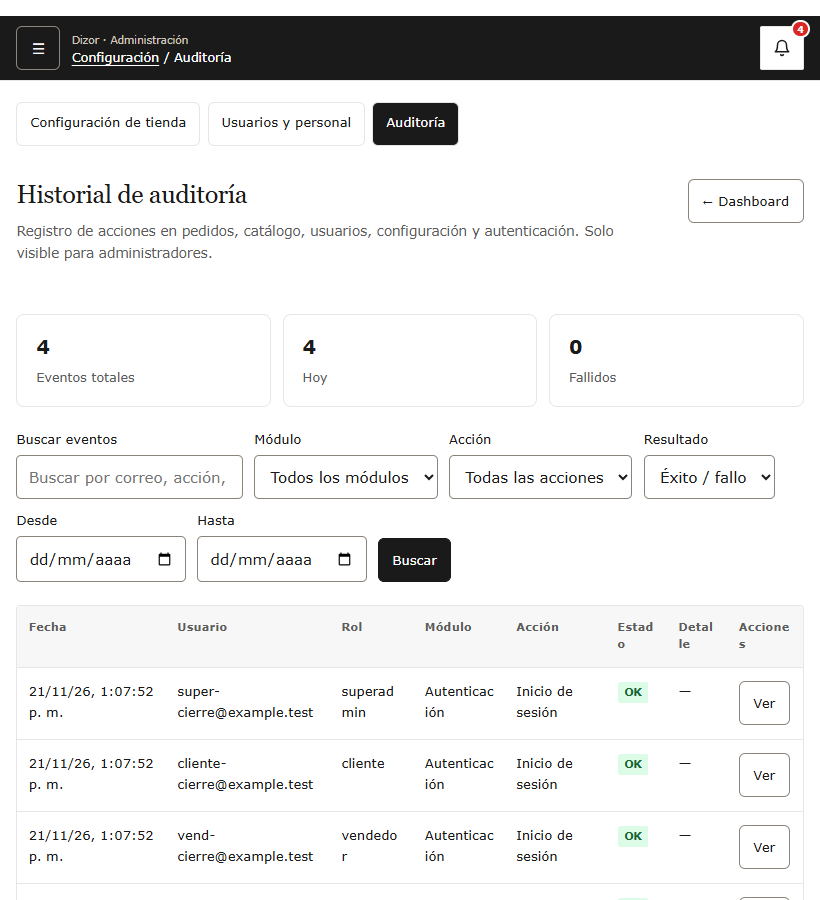 ☰
Dizor · Administración
Configuración / Auditoría
4
Configuración de tienda
Usuarios y personal
Auditoría
Historial de auditoría
← Dashboard
Registro de acciones en pedidos, catálogo, usuarios, configuración y autenticación. Solo
visible para administradores.
4
Eventos totales
4
Hoy
0
Fallidos
Buscar eventos
Módulo
Acción
Resultado
Buscar por correo, acción,
Todos los módulos
Todas las acciones
Éxito / fallo
Desde
Hasta
dd/mm/aaaa
dd/mm/aaaa
Buscar
Fecha
Usuario
Rol
Módulo
Acción
Estad
o
Detal
le
Accione
s
21/11/26, 1:07:52
p. m.
super-
cierre@example.test
superad
min
Autenticac
ión
Inicio de
sesión
OK
—
Ver
21/11/26, 1:07:52
p. m.
cliente-
cierre@example.test
cliente
Autenticac
ión
Inicio de
sesión
OK
—
Ver
21/11/26, 1:07:52
p. m.
vend-
cierre@example.test
vendedo
r
Autenticac
ión
Inicio de
sesión
OK
—
Ver